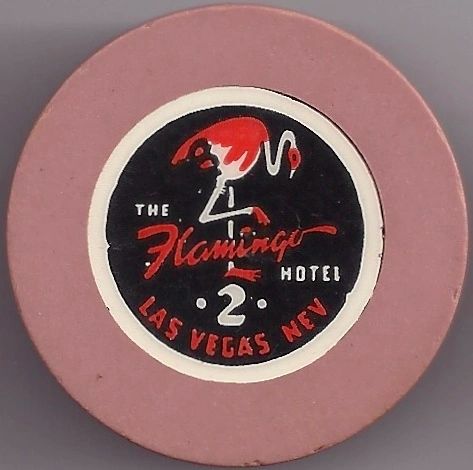 THE
Flamingo
HOTEL
· 2 ·
LAS VEGAS NEV